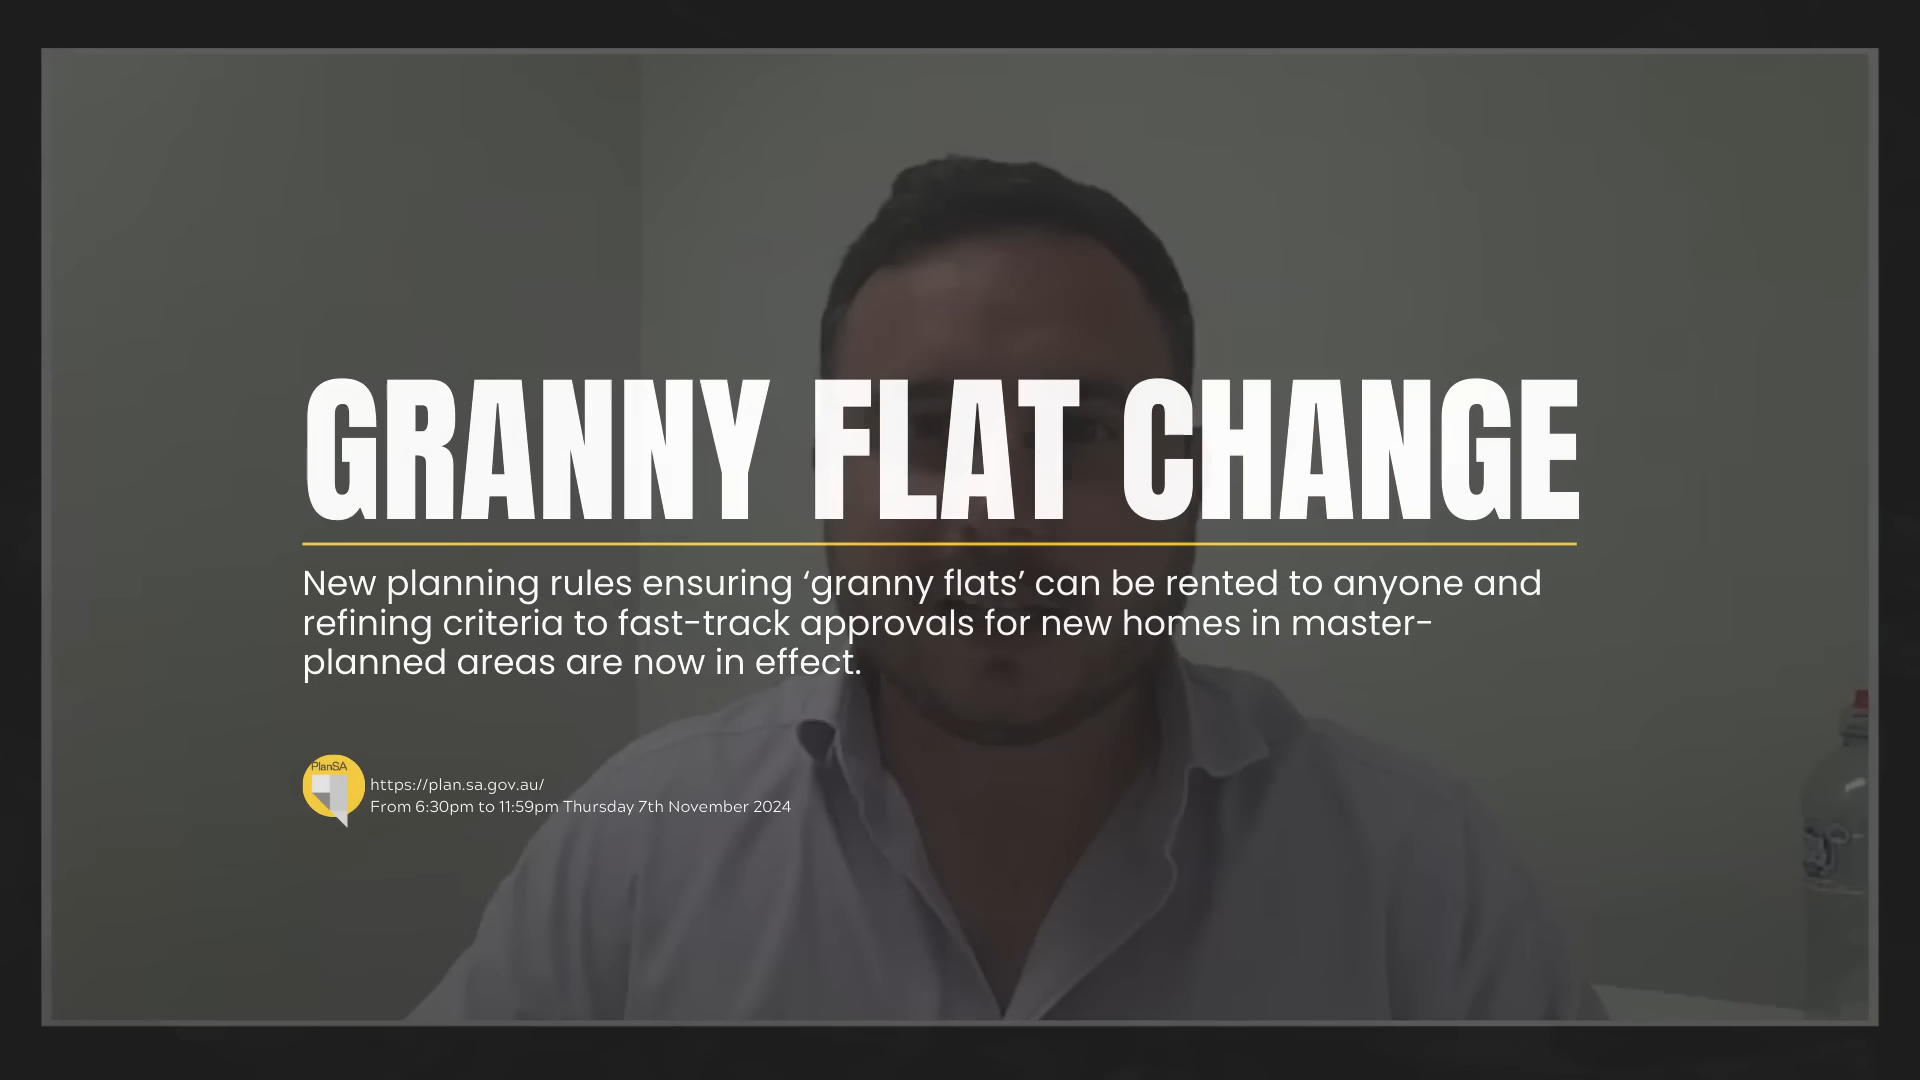 GRANNY FLAT CHANGE
New planning rules ensuring ‘granny flats’ can be rented to anyone and
refining criteria to fast-track approvals for new homes in master-
planned areas are now in effect.
PlanSA
https://plan.sa.gov.au/
From 6:30pm to 11:59pm Thursday 7th November 2024